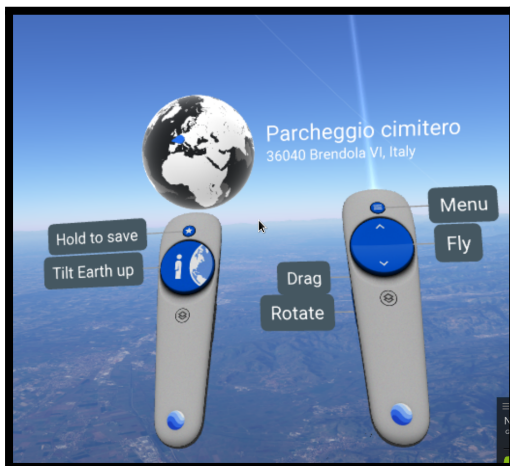 Parcheggio cimitero
36040 Brendola VI, Italy
Hold to save
Tilt Earth up
Menu
Fly
Drag
Rotate